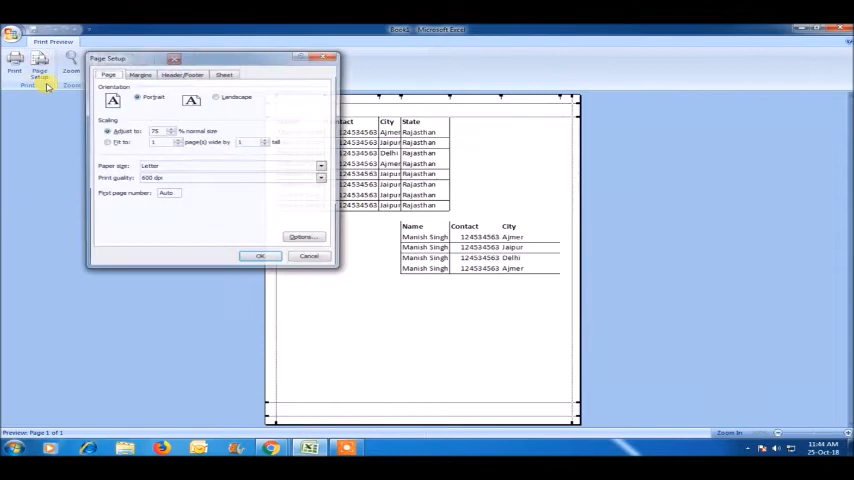 Book1 - Microsoft Excel
Print Preview
Print
Page Setup
Zoom
Print
Zoom
Page Setup
Page
Margins
Header/Footer
Sheet
Orientation
A Portrait
A Landscape
Scaling
Adjust to: 75 % normal size
Fit to: 1 page(s) wide by 1 tall
Paper size: Letter
Print quality: 600 dpi
First page number: Auto
Options...
OK
Cancel
City State
124534563 Ajmer Rajasthan
124534563 Jaipur Rajasthan
124534563 Delhi Rajasthan
124534563 Ajmer Rajasthan
124534563 Jaipur Rajasthan
124534563 Jaipur Rajasthan
124534563 Jaipur Rajasthan
124534563 Jaipur Rajasthan
Name Contact City
Manish Singh 124534563 Ajmer
Manish Singh 124534563 Jaipur
Manish Singh 124534563 Delhi
Manish Singh 124534563 Ajmer
Preview: Page 1 of 1
Zoom In 100%
11:44 AM
25-Oct-18